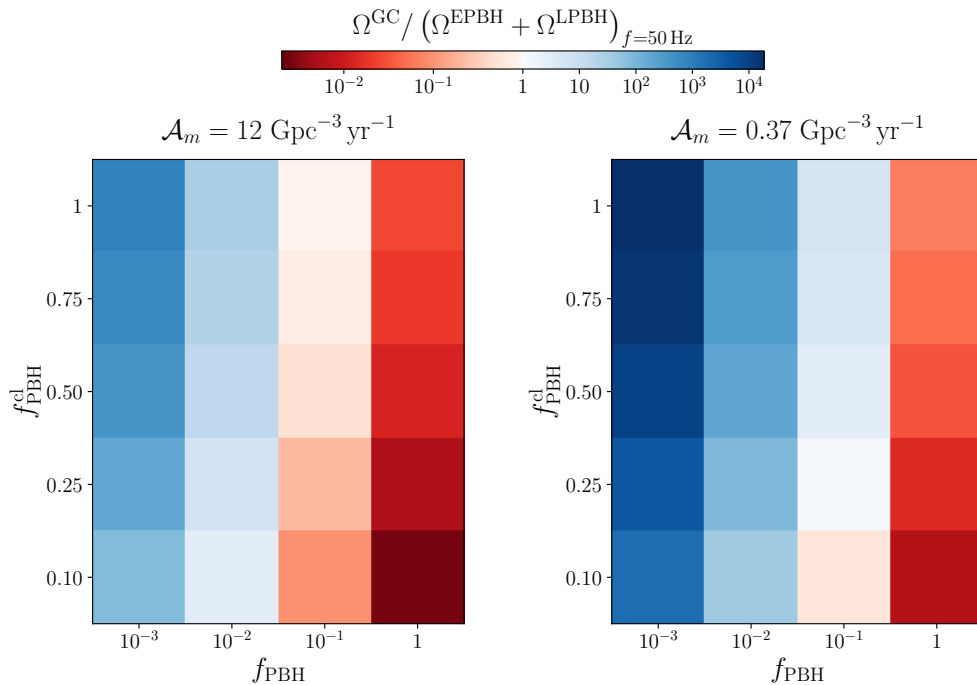 Ω^GC / (Ω^EPBH + Ω^LPBH)_f=50 Hz
10^−2 10^−1 1 10 10^2 10^3 10^4
𝒜_m = 12 Gpc^−3 yr^−1
1
0.75
0.50
0.25
0.10
f^cl_PBH
10^−3 10^−2 10^−1 1
f_PBH
𝒜_m = 0.37 Gpc^−3 yr^−1
1
0.75
0.50
0.25
0.10
f^cl_PBH
10^−3 10^−2 10^−1 1
f_PBH